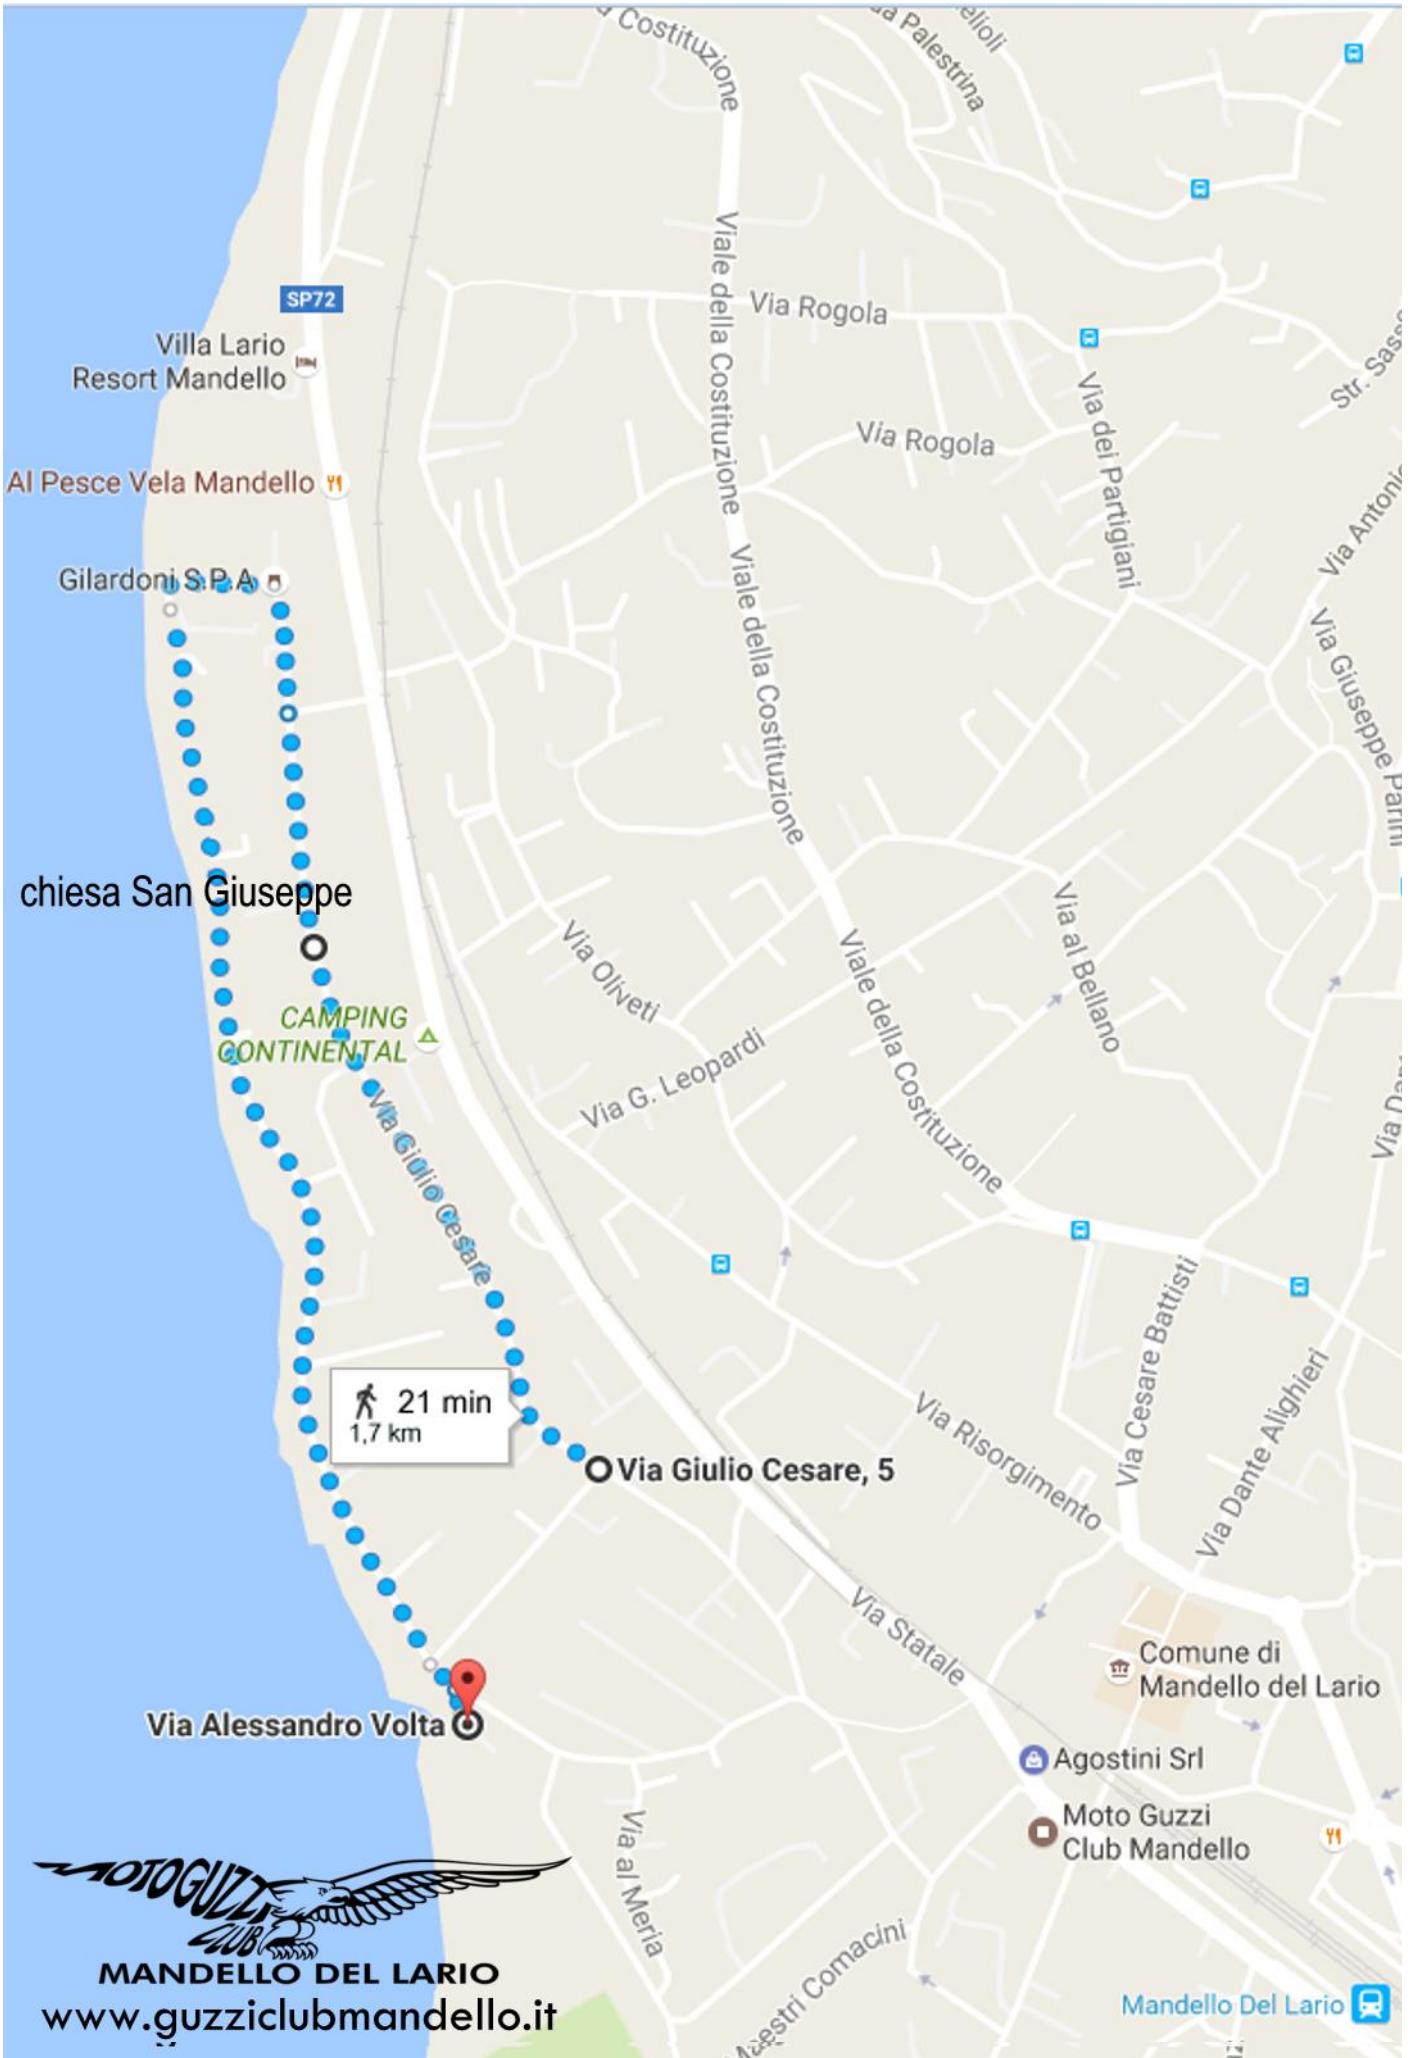 Costituzione
Palestrina
Viale della Costituzione
SP72
Via Rogola
Villa Lario
Resort Mandello
Str. Sasso
Via dei Partigiani
Via Rogola
Al Pesce Vela Mandello
Via Antonio
Gilardoni S.P.A
Viale della Costituzione
Via Giuseppe Parini
chiesa San Giuseppe
Via Oliveti
Via al Bellano
Viale della Costituzione
CAMPING
CONTINENTAL
Via G. Leopardi
Via Giulio Cesare
Via Cesare Battisti
21 min
1,7 km
Via Dante Alighieri
Via Risorgimento
Via Giulio Cesare, 5
Via Statale
Comune di
Mandello del Lario
Via Alessandro Volta
Agostini Srl
Moto Guzzi
Club Mandello
Via al Meria
MOTOGUZZI
CLUB
MANDELLO DEL LARIO
www.guzziclubmandello.it
Maestri Comacini
Mandello Del Lario